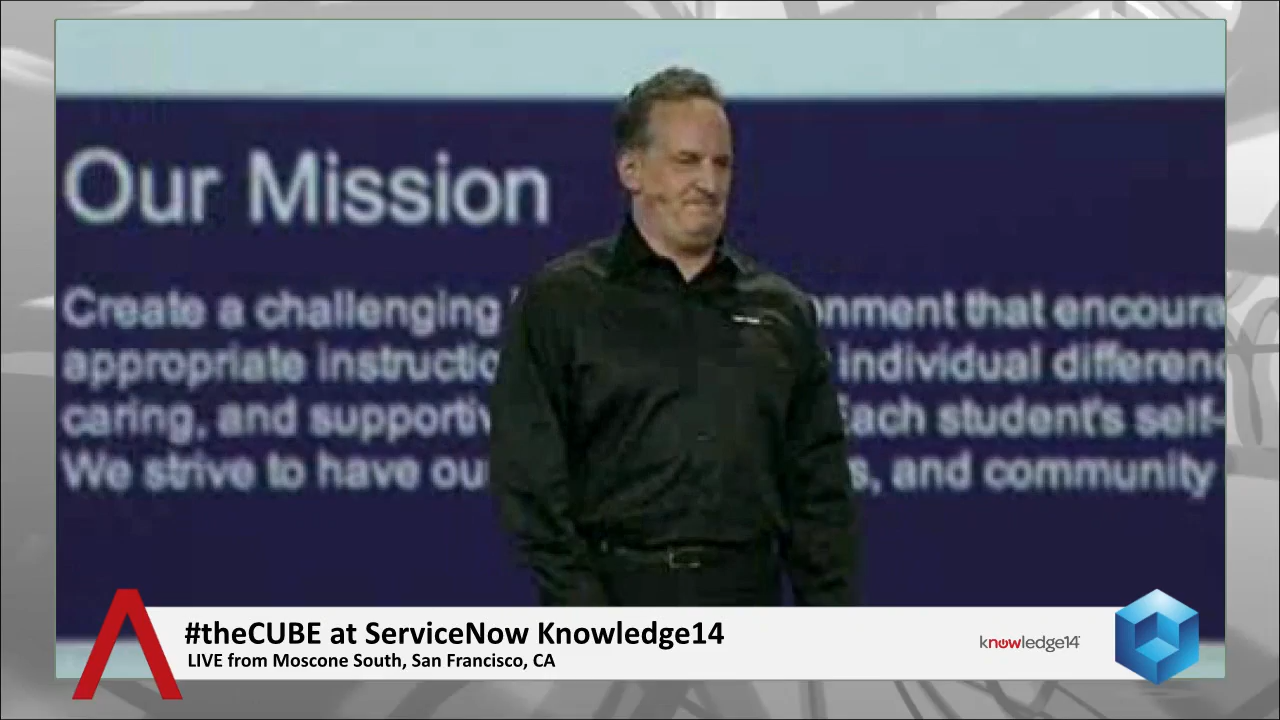 Our Mission
Create a challenging onment that encoura
appropriate instructio individual differenc
caring, and supportiv Each student's self-
We strive to have ou s, and community
#theCUBE at ServiceNow Knowledge14
LIVE from Moscone South, San Francisco, CA
knowledge14